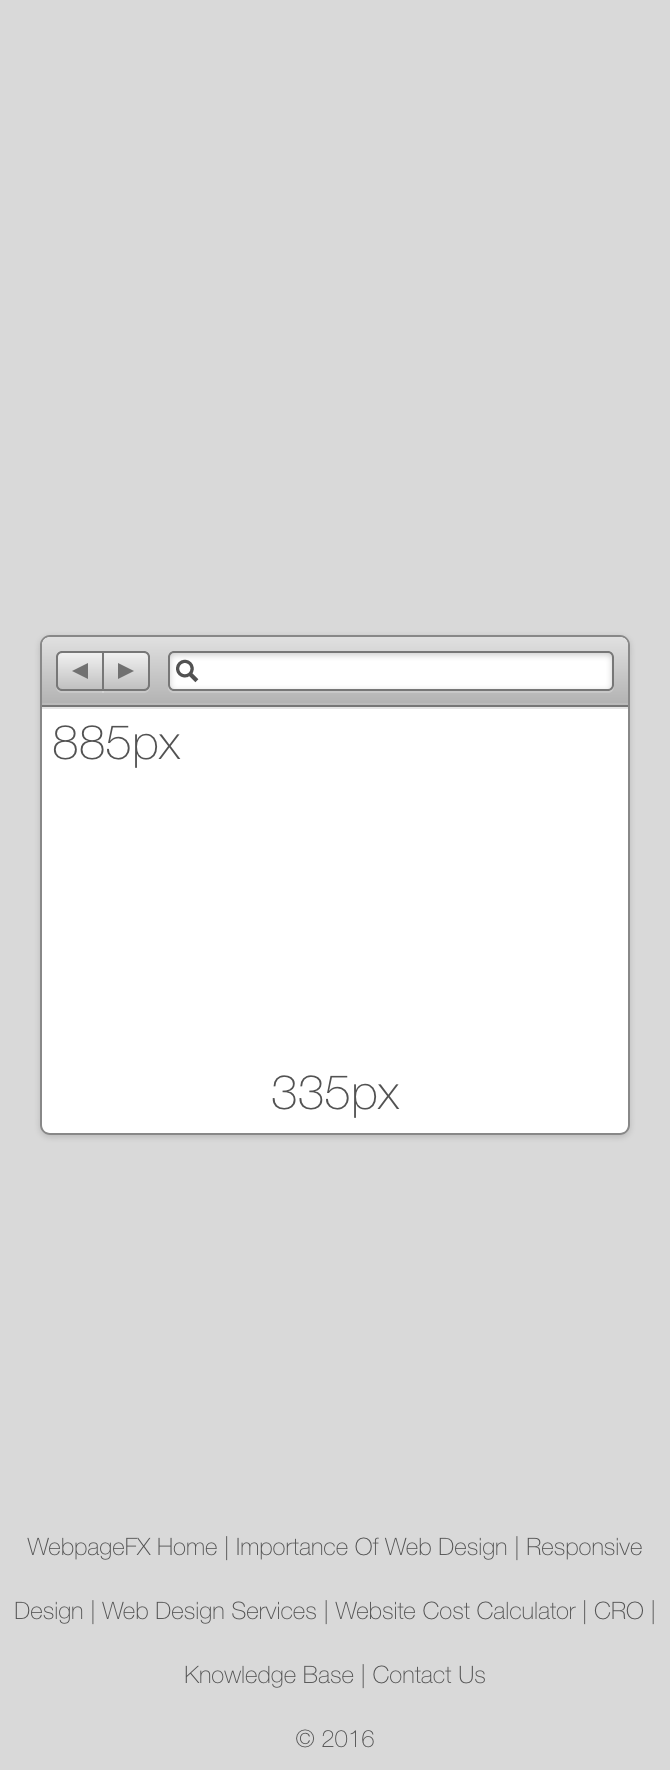 885px
335px
WebpageFX Home | Importance Of Web Design | Responsive
Design | Web Design Services | Website Cost Calculator | CRO |
Knowledge Base | Contact Us
© 2016